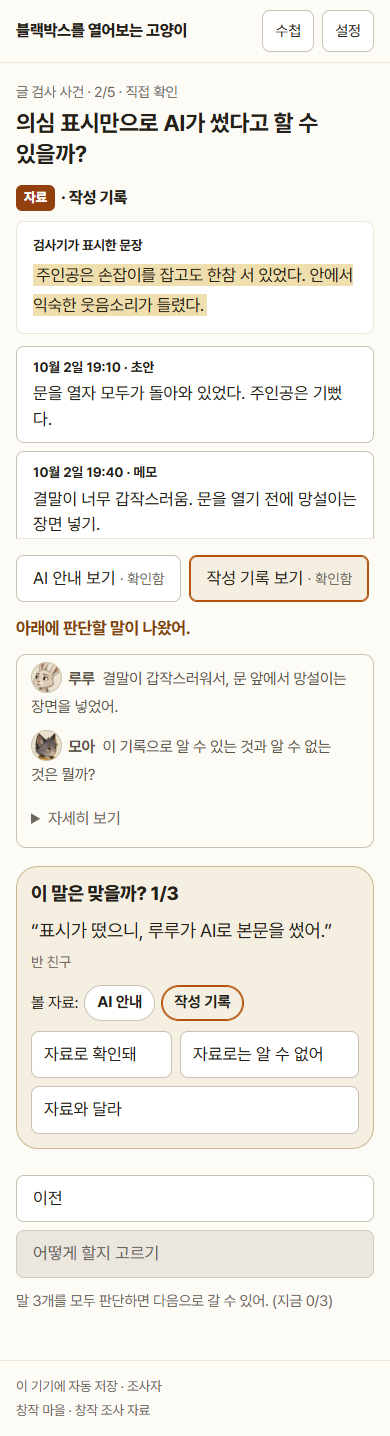 블랙박스를 열어보는 고양이
수첩
설정
글 검사 사건 · 2/5 · 직접 확인
의심 표시만으로 AI가 썼다고 할 수
있을까?
자료 · 작성 기록
검사기가 표시한 문장
주인공은 손잡이를 잡고도 한참 서 있었다. 안에서
익숙한 웃음소리가 들렸다.
10월 2일 19:10 · 초안
문을 열자 모두가 돌아와 있었다. 주인공은 기뻤
다.
10월 2일 19:40 · 메모
결말이 너무 갑작스러움. 문을 열기 전에 망설이는
장면 넣기.
AI 안내 보기 · 확인함
작성 기록 보기 · 확인함
아래에 판단할 말이 나왔어.
루루 결말이 갑작스러워서, 문 앞에서 망설이는
장면을 넣었어.
모아 이 기록으로 알 수 있는 것과 알 수 없는
것은 뭘까?
▶ 자세히 보기
이 말은 맞을까? 1/3
“표시가 떴으니, 루루가 AI로 본문을 썼어.”
반 친구
볼 자료: AI 안내 작성 기록
자료로 확인돼
자료로는 알 수 없어
자료와 달라
이전
어떻게 할지 고르기
말 3개를 모두 판단하면 다음으로 갈 수 있어. (지금 0/3)
이 기기에 자동 저장 · 조사자
창작 마을 · 창작 조사 자료